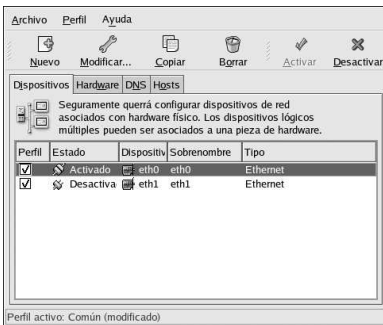 Archivo Perfil Ayuda
Nuevo Modificar... Copiar Borrar Activar Desactivar
Dispositivos Hardware DNS Hosts
Seguramente querrá configurar dispositivos de red
asociados con hardware físico. Los dispositivos lógicos
múltiples pueden ser asociados a una pieza de hardware.
Perfil Estado Dispositiv Sobrenombre Tipo
Activado eth0 eth0 Ethernet
Desactiva eth1 eth1 Ethernet
Perfil activo: Común (modificado)